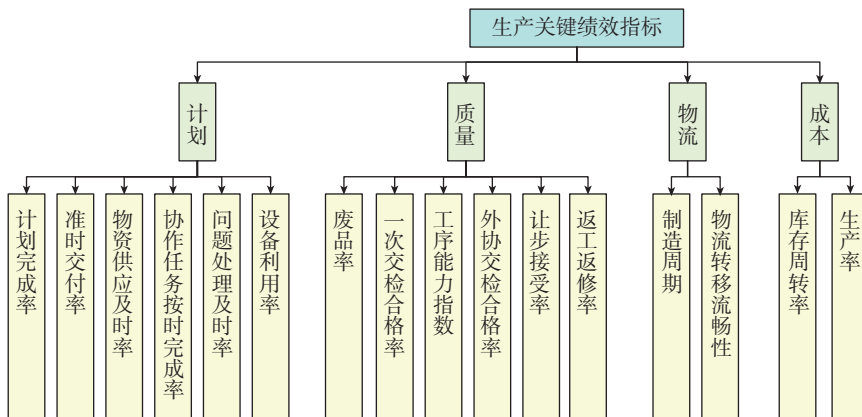 生产关键绩效指标
计划
质量
物流
成本
计划完成率
准时交付率
物资供应及时率
协作任务按时完成率
问题处理及时率
设备利用率
废品率
一次交检合格率
工序能力指数
外协交检合格率
让步接受率
返工返修率
制造周期
物流转移流畅性
库存周转率
生产率